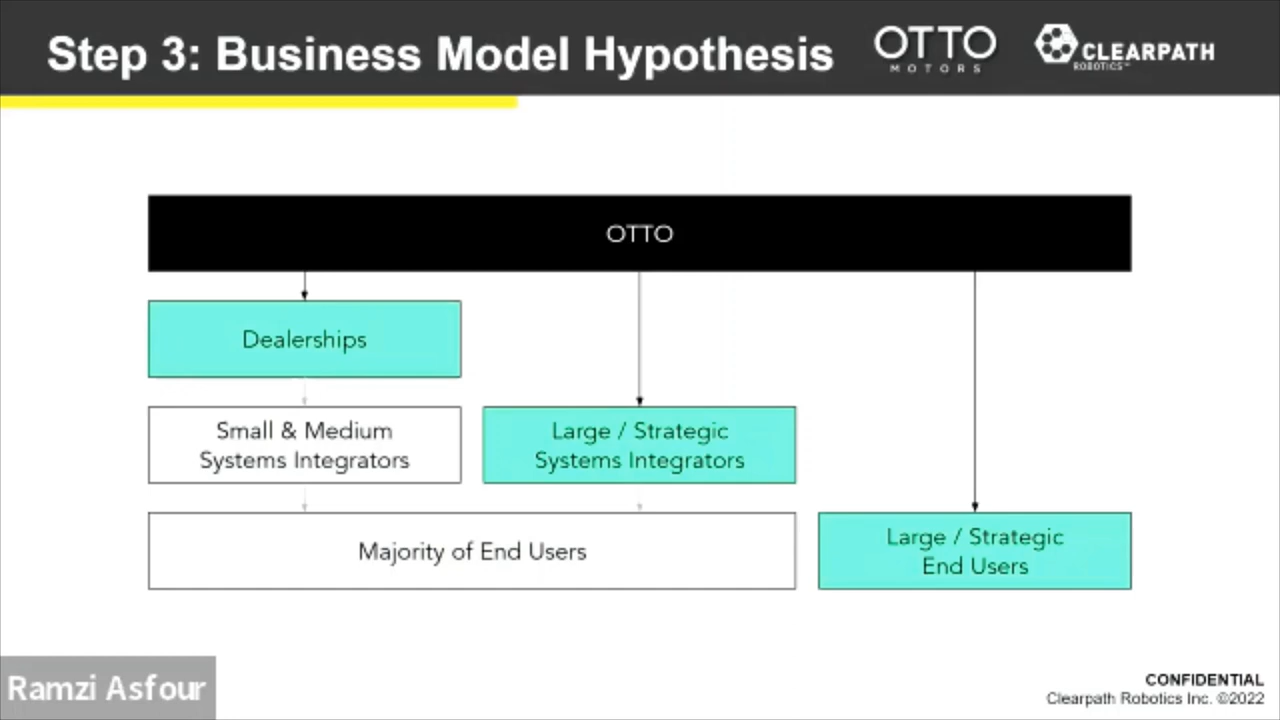 Step 3: Business Model Hypothesis
OTTO
MOTORS
CLEARPATH
ROBOTICS™
OTTO
Dealerships
Small & Medium
Systems Integrators
Large / Strategic
Systems Integrators
Majority of End Users
Large / Strategic
End Users
Ramzi Asfour
CONFIDENTIAL
Clearpath Robotics Inc. ©2022